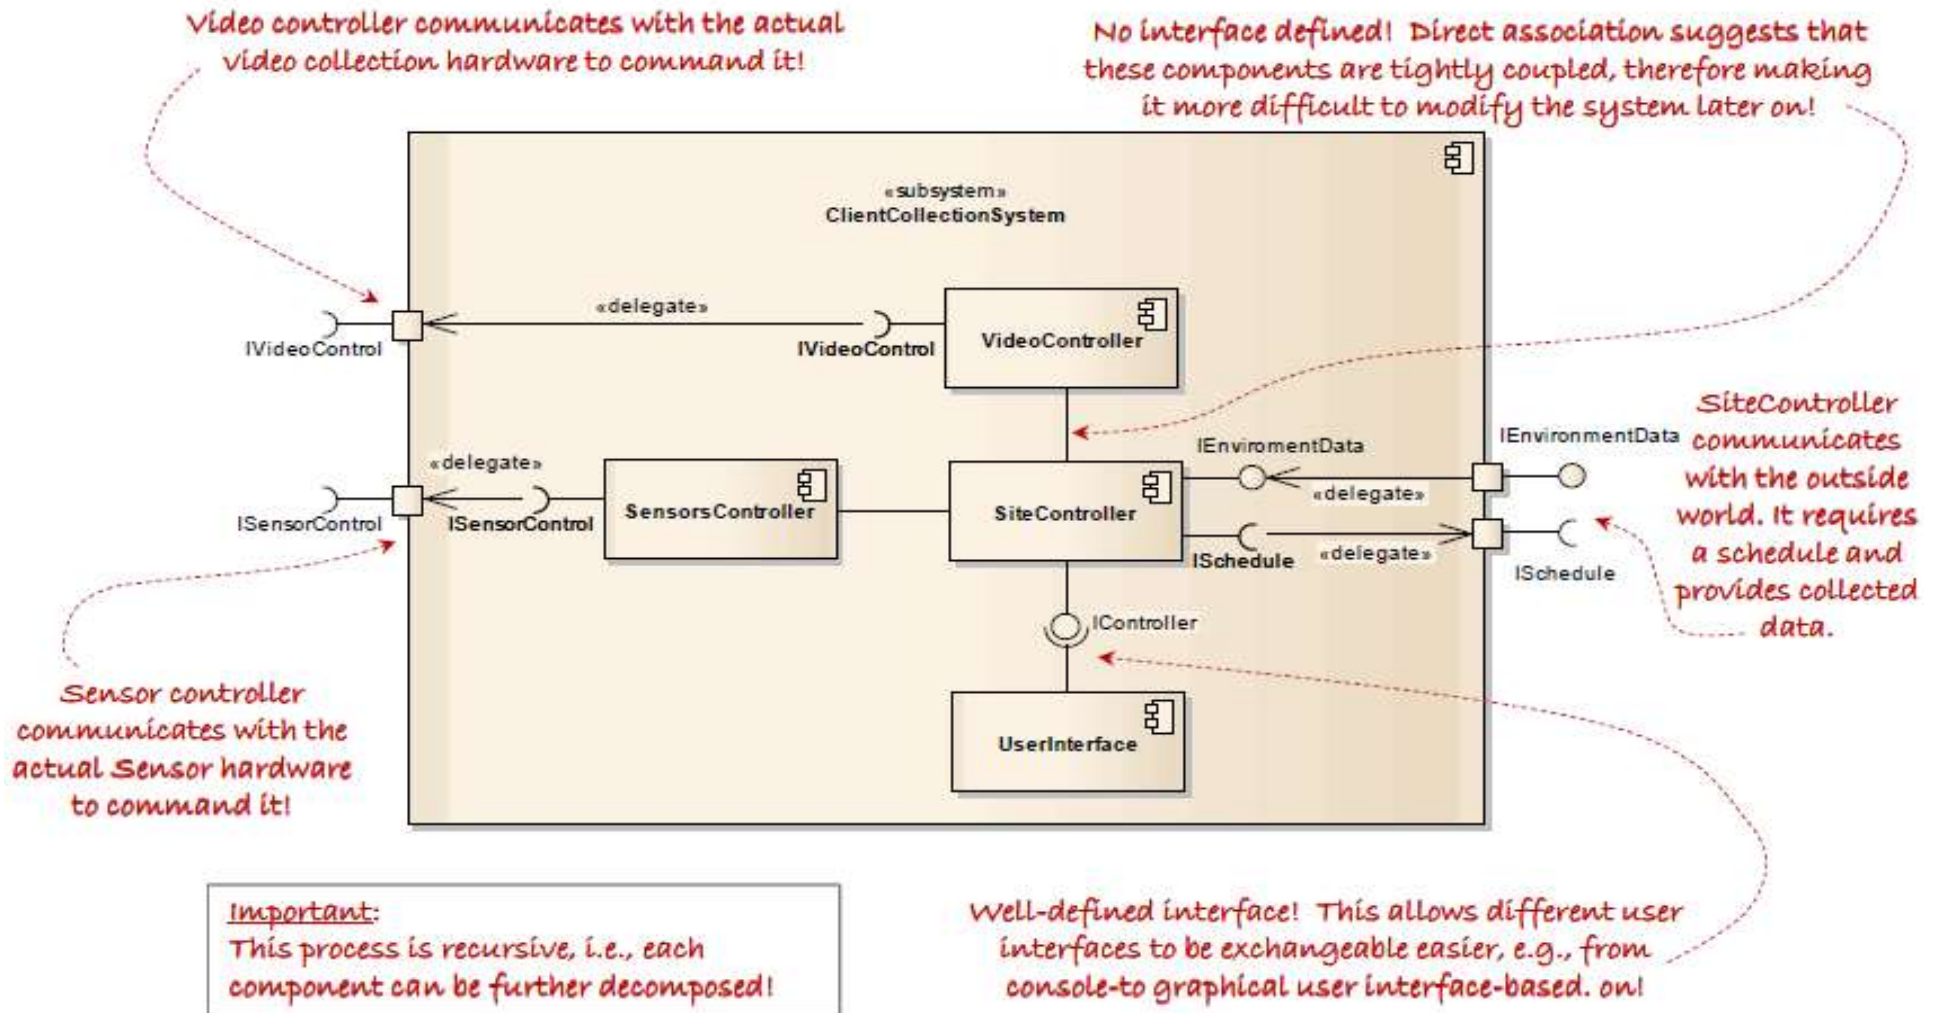 Video controller communicates with the actual
video collection hardware to command it!
No interface defined! Direct association suggests that
these components are tightly coupled, therefore making
it more difficult to modify the system later on!
«subsystem»
ClientCollectionSystem
«delegate»
IVideoControl
IVideoControl
VideoController
SiteController
communicates
with the outside
world. It requires
a schedule and
provides collected
data.
IEnviromentData
IEnvironmentData
«delegate»
«delegate»
ISensorControl
ISensorControl
SensorsController
SiteController
ISchedule
«delegate»
ISchedule
IController
UserInterface
Sensor controller
communicates with the
actual Sensor hardware
to command it!
Important:
This process is recursive, i.e., each
component can be further decomposed!
Well-defined interface! This allows different user
interfaces to be exchangeable easier, e.g., from
console-to graphical user interface-based. on!